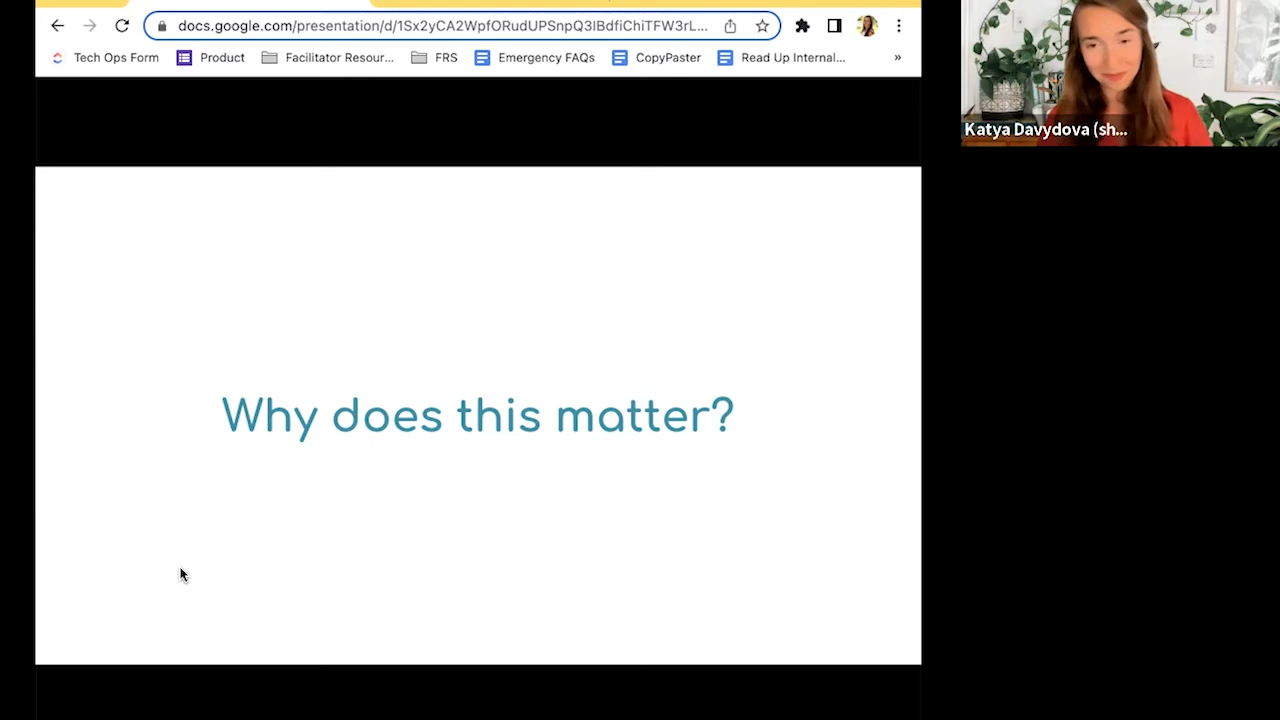 docs.google.com/presentation/d/1Sx2yCA2WpfORudUPSnpQ3lBdfiChiTFW3rL...
Tech Ops Form Product Facilitator Resour... FRS Emergency FAQs CopyPaster Read Up Internal... »
Katya Davydova (sh...
Why does this matter?